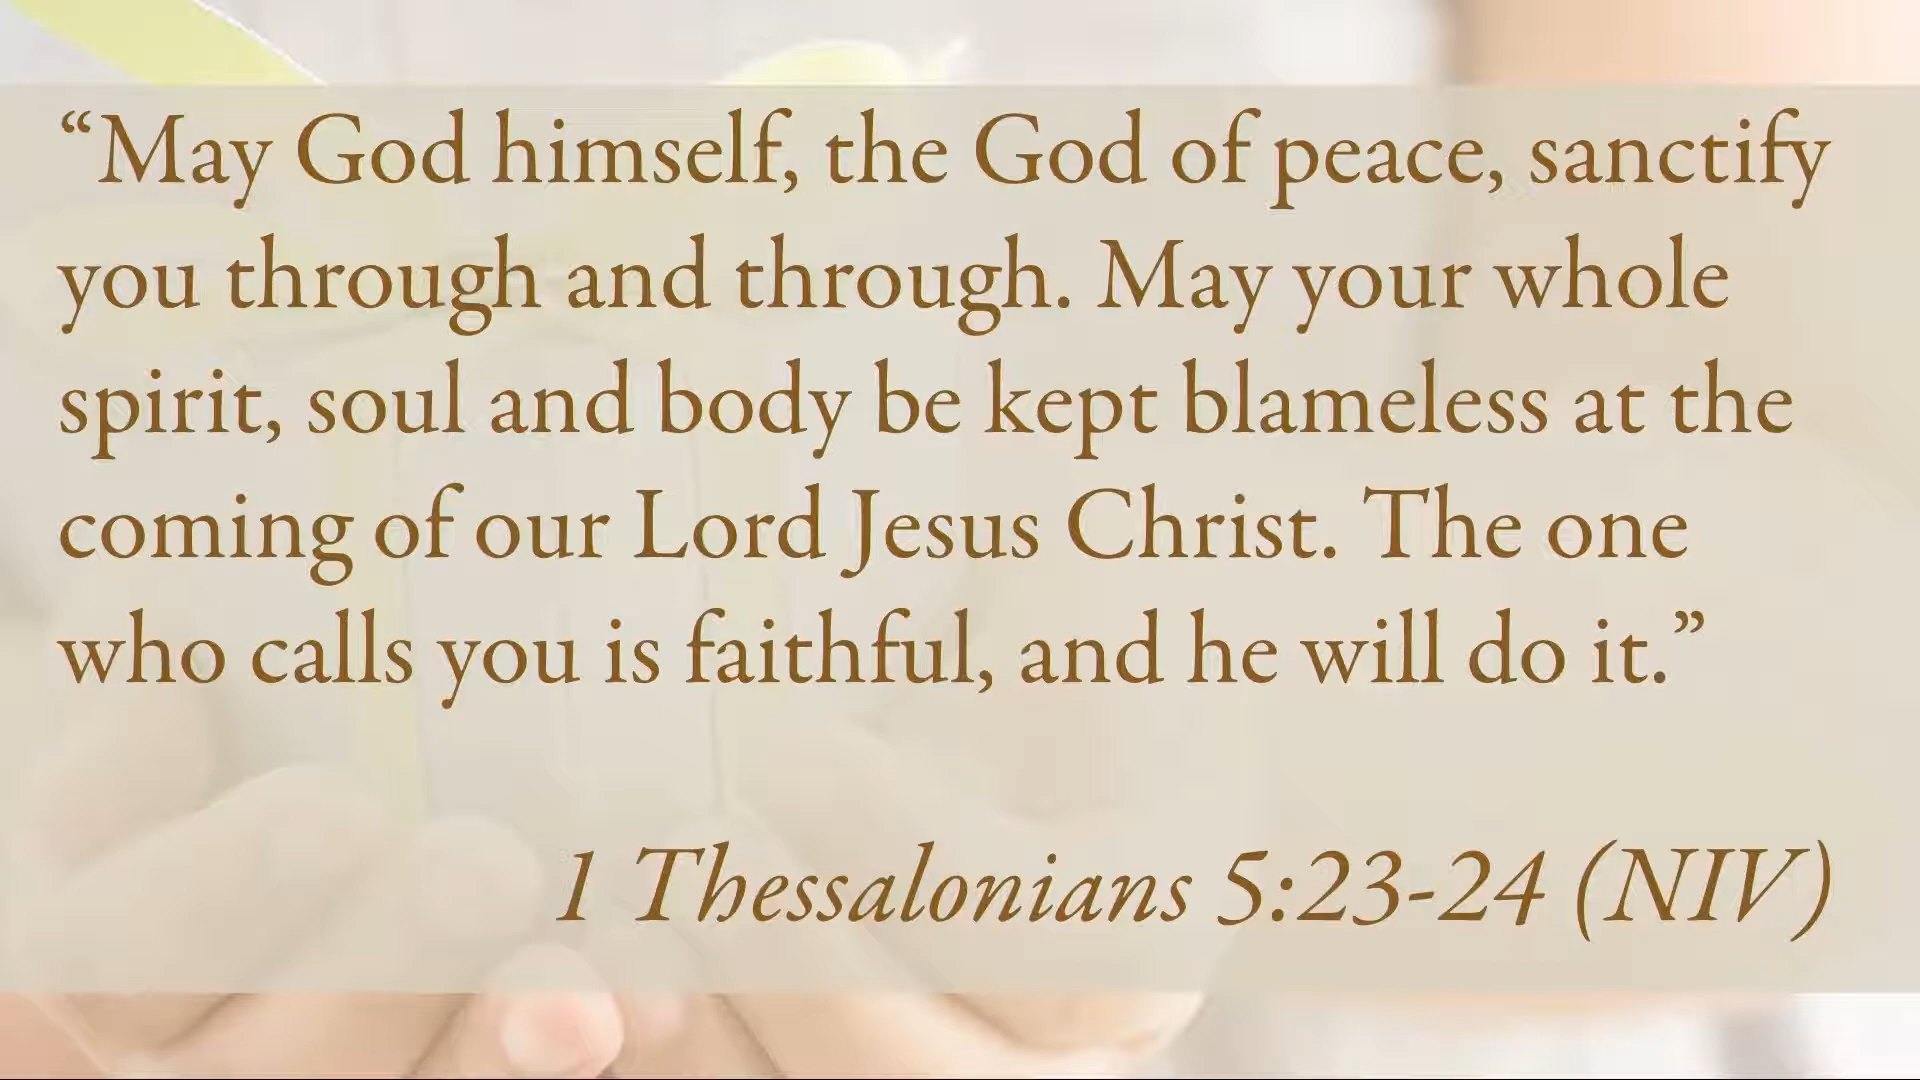 “May God himself, the God of peace, sanctify
you through and through. May your whole
spirit, soul and body be kept blameless at the
coming of our Lord Jesus Christ. The one
who calls you is faithful, and he will do it.”
1 Thessalonians 5:23-24 (NIV)